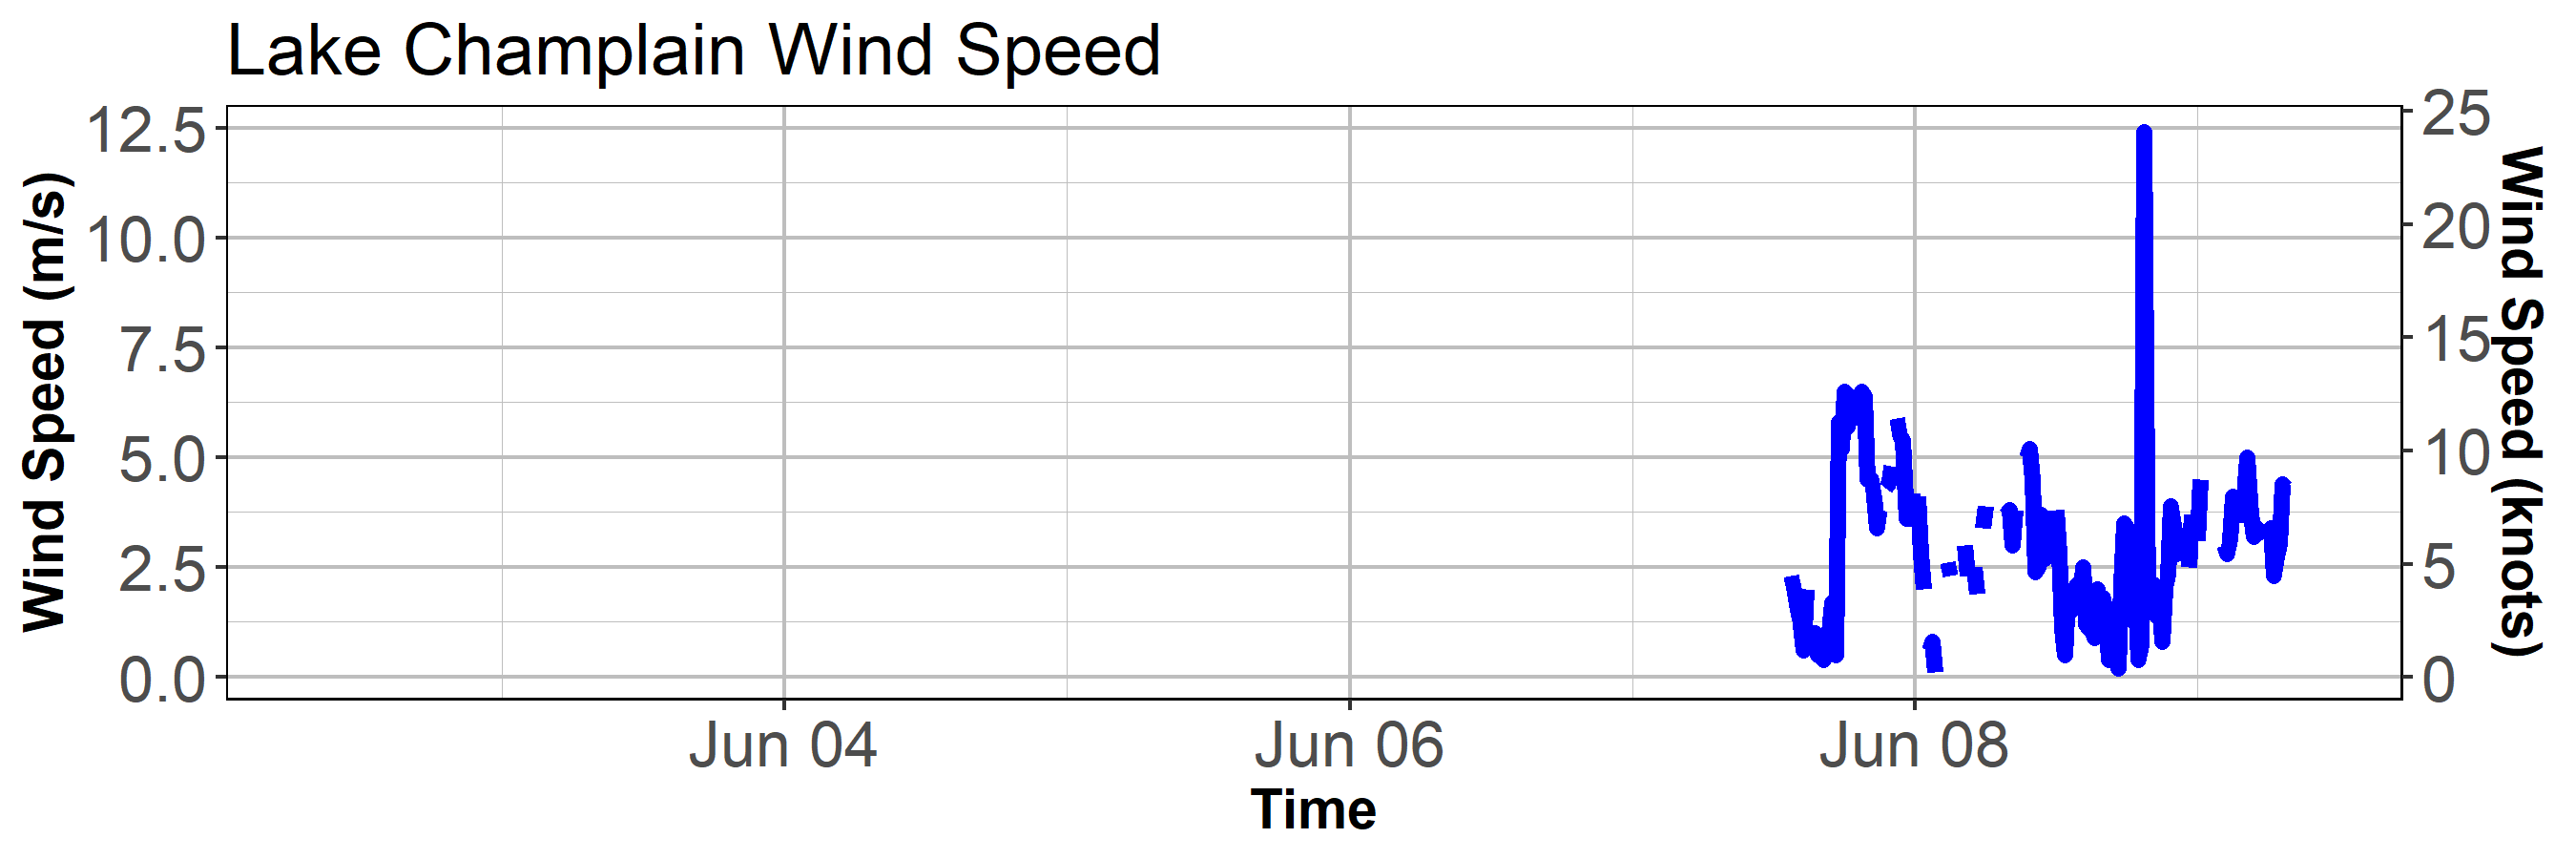 Lake Champlain Wind Speed
Wind Speed (m/s)
12.5
10.0
7.5
5.0
2.5
0.0
25
20
15
10
5
0
Wind Speed (knots)
Jun 04
Jun 06
Jun 08
Time